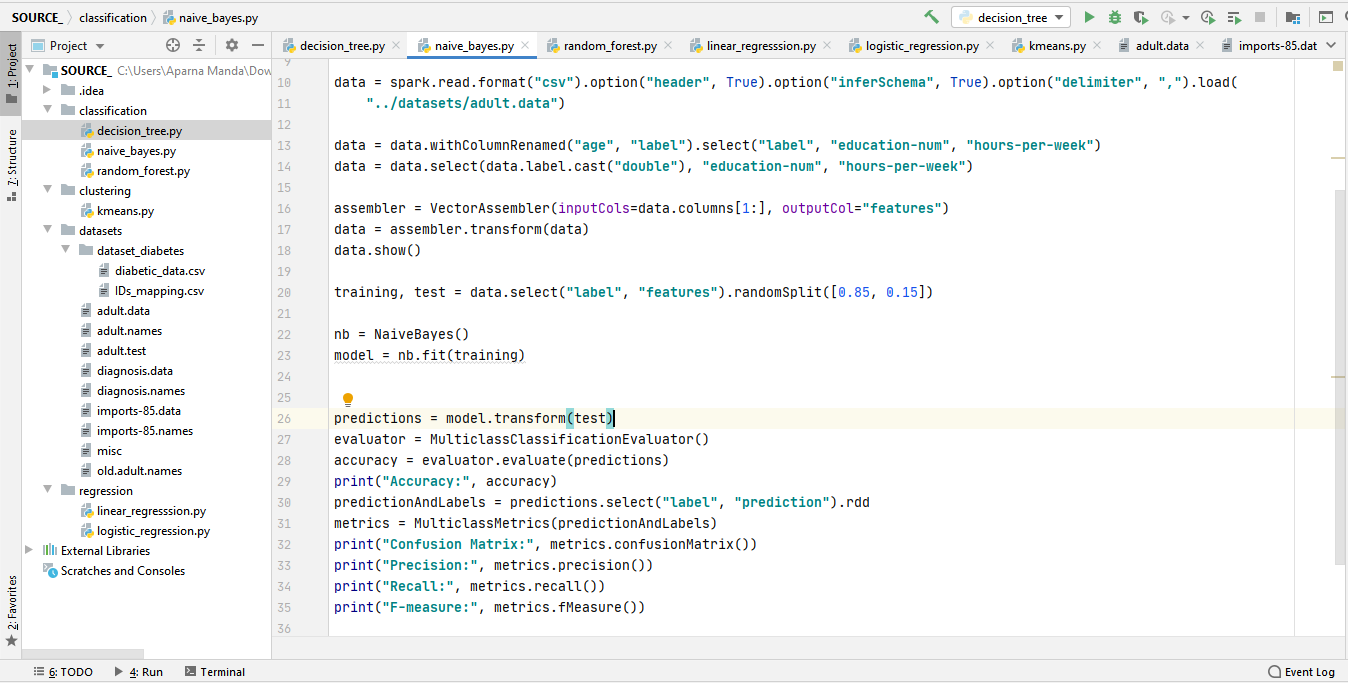 SOURCE_ classification naive_bayes.py decision_tree
1: Project
7: Structure
2: Favorites
Project
SOURCE_ C:\Users\Aparna Manda\Dow
.idea
classification
decision_tree.py
naive_bayes.py
random_forest.py
clustering
kmeans.py
datasets
dataset_diabetes
diabetic_data.csv
IDs_mapping.csv
adult.data
adult.names
adult.test
diagnosis.data
diagnosis.names
imports-85.data
imports-85.names
misc
old.adult.names
regression
linear_regresssion.py
logistic_regression.py
External Libraries
Scratches and Consoles
decision_tree.py naive_bayes.py random_forest.py linear_regresssion.py logistic_regression.py kmeans.py adult.data imports-85.dat
9
10 data = spark.read.format("csv").option("header", True).option("inferSchema", True).option("delimiter", ",").load(
11 "../datasets/adult.data")
12
13 data = data.withColumnRenamed("age", "label").select("label", "education-num", "hours-per-week")
14 data = data.select(data.label.cast("double"), "education-num", "hours-per-week")
15
16 assembler = VectorAssembler(inputCols=data.columns[1:], outputCol="features")
17 data = assembler.transform(data)
18 data.show()
19
20 training, test = data.select("label", "features").randomSplit([0.85, 0.15])
21
22 nb = NaiveBayes()
23 model = nb.fit(training)
24
25
26 predictions = model.transform(test)
27 evaluator = MulticlassClassificationEvaluator()
28 accuracy = evaluator.evaluate(predictions)
29 print("Accuracy:", accuracy)
30 predictionAndLabels = predictions.select("label", "prediction").rdd
31 metrics = MulticlassMetrics(predictionAndLabels)
32 print("Confusion Matrix:", metrics.confusionMatrix())
33 print("Precision:", metrics.precision())
34 print("Recall:", metrics.recall())
35 print("F-measure:", metrics.fMeasure())
36
6: TODO 4: Run Terminal Event Log